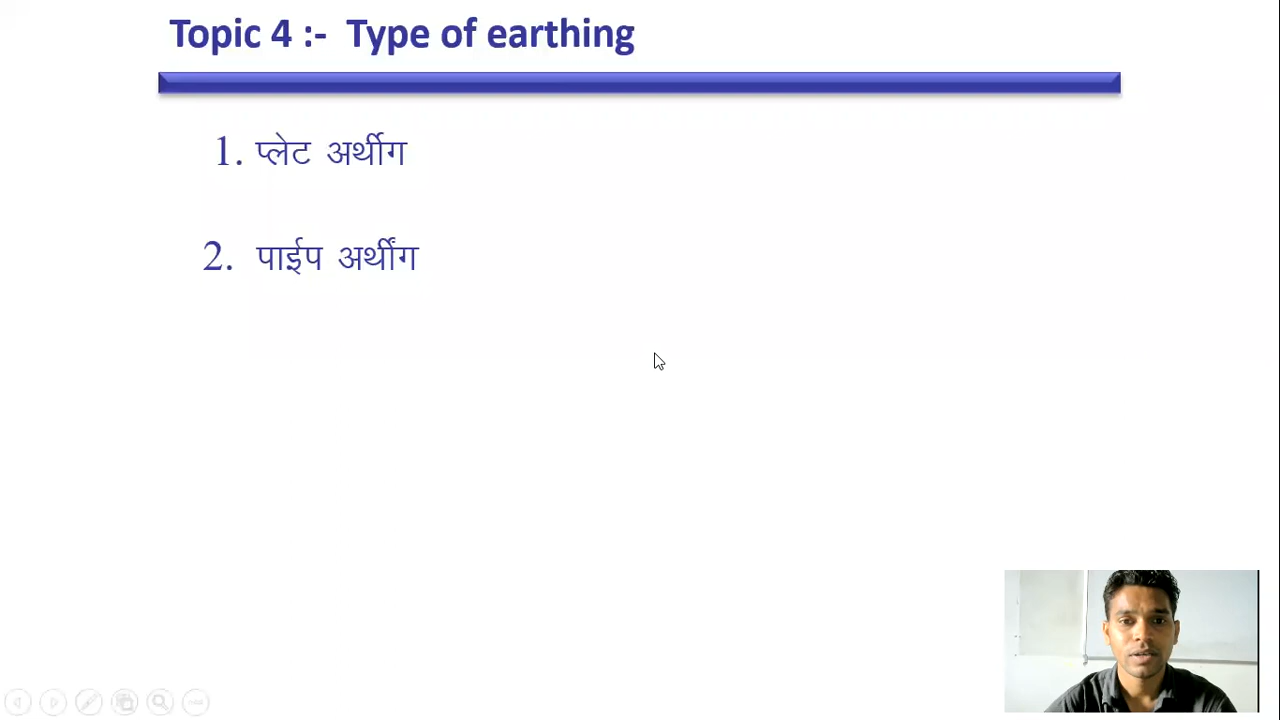 Topic 4 :- Type of earthing
1. प्लेट अर्थीग
2. पाईप अर्थींग